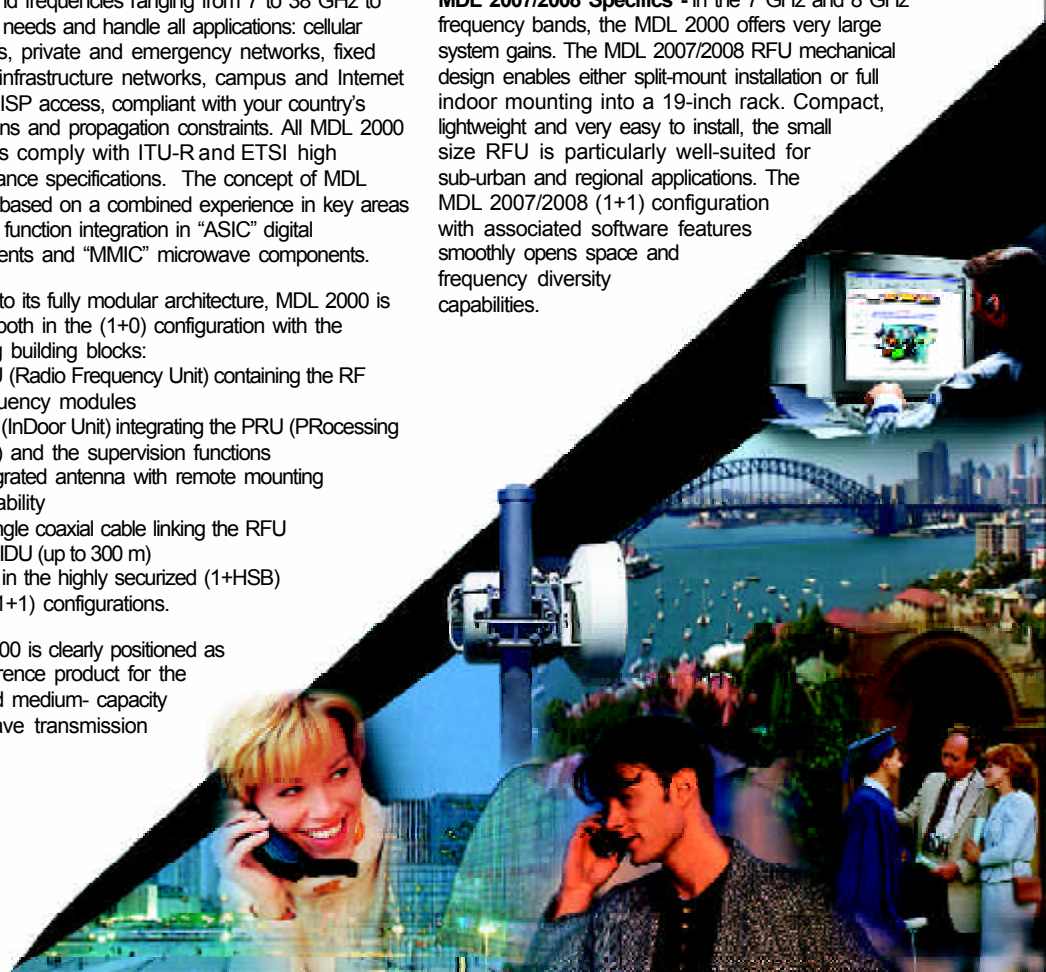 nd frequencies ranging from 7 to 38 GHz to
needs and handle all applications: cellular
s, private and emergency networks, fixed
infrastructure networks, campus and Internet
ISP access, compliant with your country's
ns and propagation constraints. All MDL 2000
s comply with ITU-R and ETSI high
ance specifications. The concept of MDL
based on a combined experience in key areas
function integration in “ASIC” digital
ents and “MMIC” microwave components.
to its fully modular architecture, MDL 2000 is
both in the (1+0) configuration with the
g building blocks:
U (Radio Frequency Unit) containing the RF
uency modules
(InDoor Unit) integrating the PRU (PRocessing
) and the supervision functions
grated antenna with remote mounting
ability
ngle coaxial cable linking the RFU
IDU (up to 300 m)
in the highly securized (1+HSB)
1+1) configurations.
00 is clearly positioned as
rence product for the
d medium- capacity
ave transmission
MDL 2007/2008 Specifics - In the 7 GHz and 8 GHz
frequency bands, the MDL 2000 offers very large
system gains. The MDL 2007/2008 RFU mechanical
design enables either split-mount installation or full
indoor mounting into a 19-inch rack. Compact,
lightweight and very easy to install, the small
size RFU is particularly well-suited for
sub-urban and regional applications. The
MDL 2007/2008 (1+1) configuration
with associated software features
smoothly opens space and
frequency diversity
capabilities.